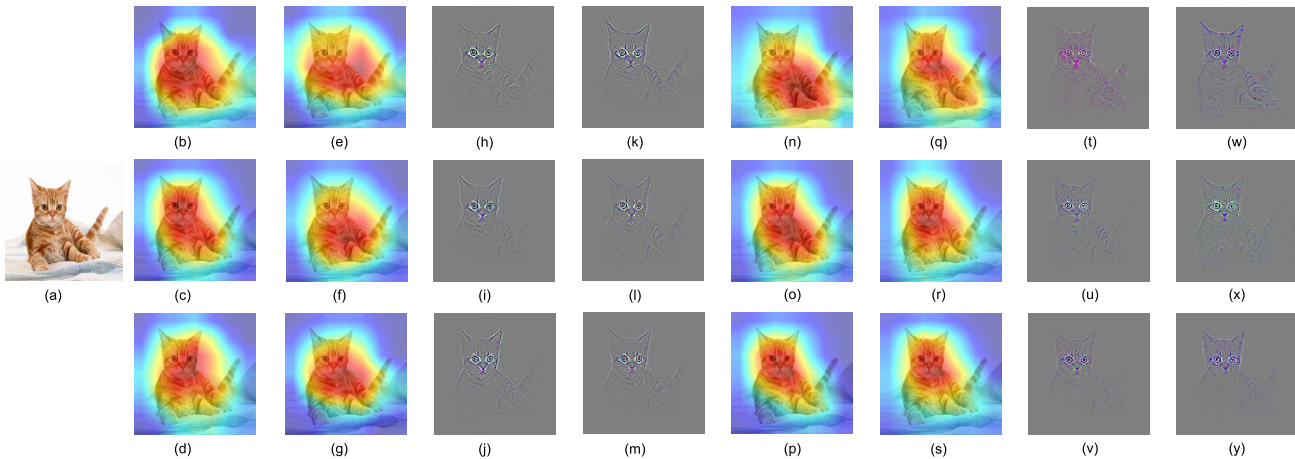 (b) (e) (h) (k) (n) (q) (t) (w)
(a) (c) (f) (i) (l) (o) (r) (u) (x)
(d) (g) (j) (m) (p) (s) (v) (y)